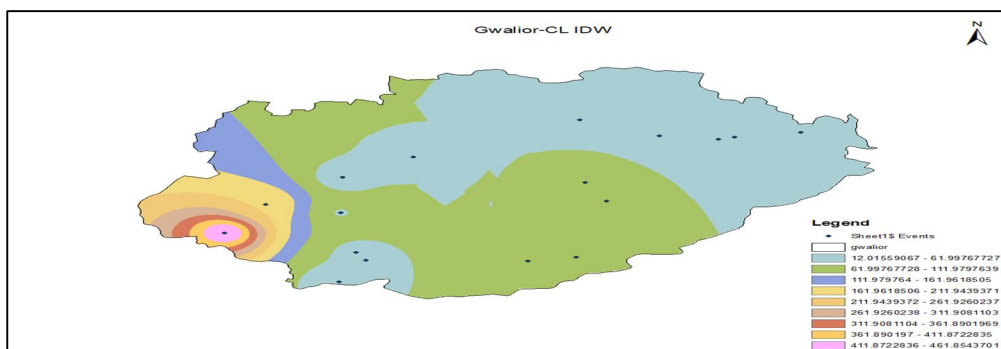 Gwalior-CL IDW
N
Legend
Sheet1$ Events
gwalior
12.01559067 - 61.99767727
61.99767728 - 111.9797639
111.979764 - 161.9618505
161.9618506 - 211.9439371
211.9439372 - 261.9260237
261.9260238 - 311.9081103
311.9081104 - 361.8901969
361.890197 - 411.8722835
411.8722836 - 461.8543701